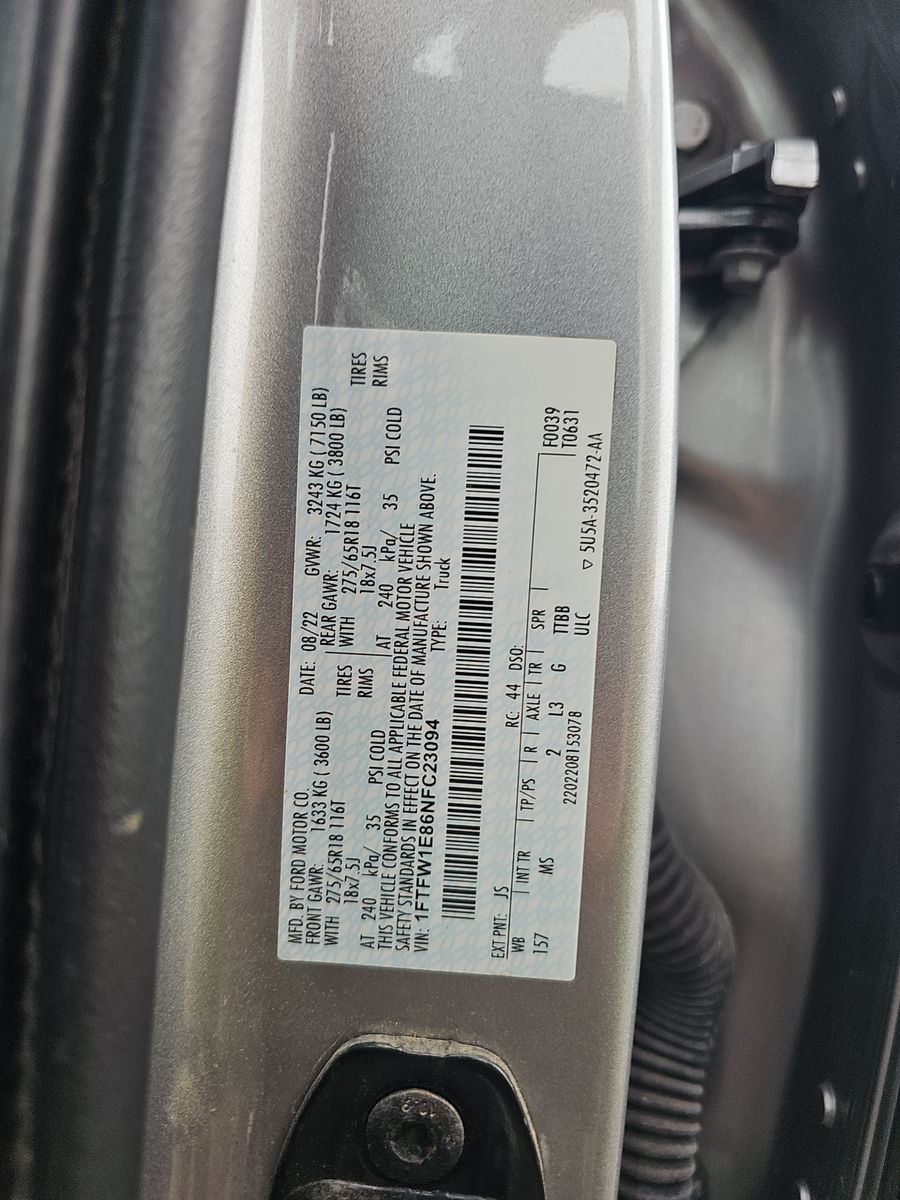 MFD. BY FORD MOTOR CO. DATE: 08/22 GVWR: 3243 KG ( 7150 LB)
FRONT GAWR: 1633 KG ( 3600 LB) REAR GAWR: 1724 KG ( 3800 LB)
WITH 275/65R18 116T TIRES WITH 275/65R18 116T TIRES
18x7.5J RIMS 18x7.5J RIMS
AT 240 kPa/ 35 PSI COLD AT 240 kPa/ 35 PSI COLD
THIS VEHICLE CONFORMS TO ALL APPLICABLE FEDERAL MOTOR VEHICLE
SAFETY STANDARDS IN EFFECT ON THE DATE OF MANUFACTURE SHOWN ABOVE.
VIN: 1FTFW1E86NFC23094 TYPE: Truck
EXT PNT: JS RC: 44 DSO: F0039
WB INT TR TP/PS R AXLE TR SPR T0631
157 MS 2 L3 G TTBB
2202208153078 ULC ▽ 5U5A-3520472-AA
10.9